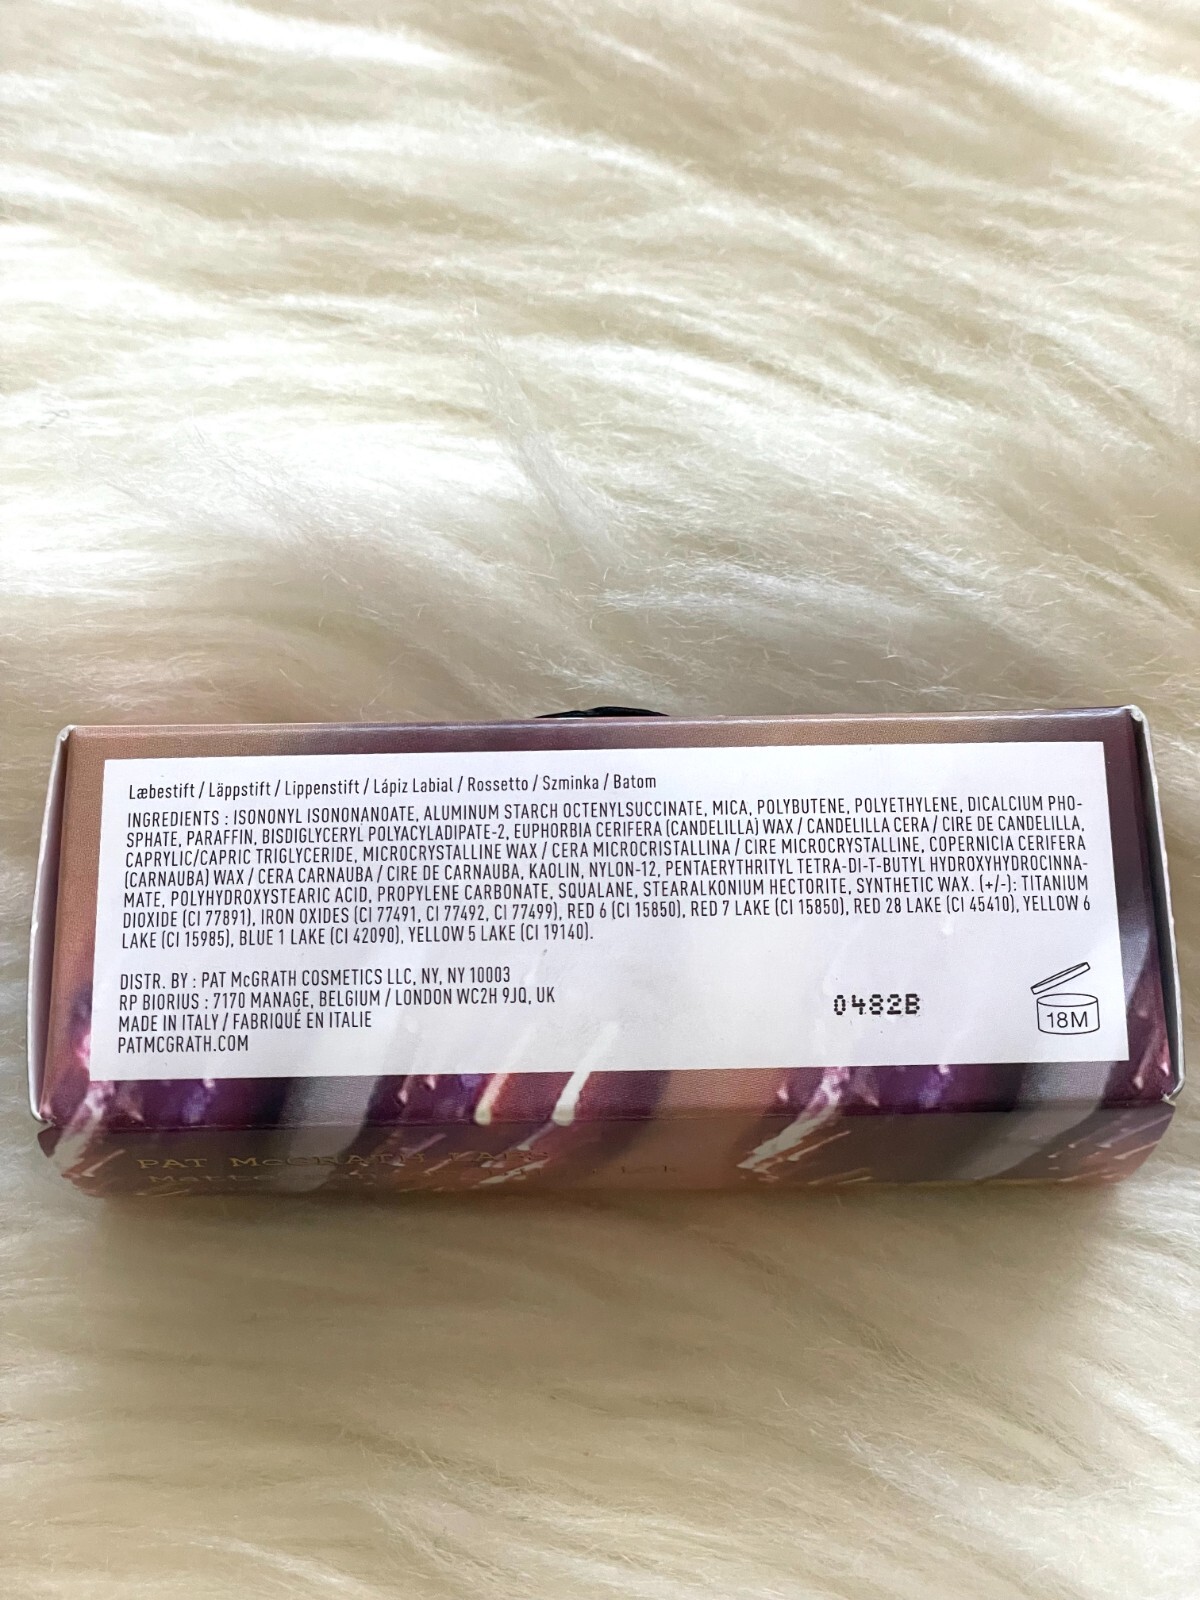 Læbestift / Läppstift / Lippenstift / Lápiz Labial / Rossetto / Szminka / Batom
INGREDIENTS : ISONONYL ISONONANOATE, ALUMINUM STARCH OCTENYLSUCCINATE, MICA, POLYBUTENE, POLYETHYLENE, DICALCIUM PHO-
SPHATE, PARAFFIN, BISDIGLYCERYL POLYACYLADIPATE-2, EUPHORBIA CERIFERA (CANDELILLA) WAX / CANDELILLA CERA / CIRE DE CANDELILLA,
CAPRYLIC/CAPRIC TRIGLYCERIDE, MICROCRYSTALLINE WAX / CERA MICROCRISTALLINA / CIRE MICROCRYSTALLINE, COPERNICIA CERIFERA
(CARNAUBA) WAX / CERA CARNAUBA / CIRE DE CARNAUBA, KAOLIN, NYLON-12, PENTAERYTHRITYL TETRA-DI-T-BUTYL HYDROXYHYDROCINNA-
MATE, POLYHYDROXYSTEARIC ACID, PROPYLENE CARBONATE, SQUALANE, STEARALKONIUM HECTORITE, SYNTHETIC WAX. (+/-): TITANIUM
DIOXIDE (CI 77891), IRON OXIDES (CI 77491, CI 77492, CI 77499), RED 6 (CI 15850), RED 7 LAKE (CI 15850), RED 28 LAKE (CI 45410), YELLOW 6
LAKE (CI 15985), BLUE 1 LAKE (CI 42090), YELLOW 5 LAKE (CI 19140).
DISTR. BY : PAT McGRATH COSMETICS LLC, NY, NY 10003
RP BIORIUS : 7170 MANAGE, BELGIUM / LONDON WC2H 9JQ, UK
MADE IN ITALY / FABRIQUÉ EN ITALIE
PATMCGRATH.COM
0482B
18M
PAT McGRATH LABS